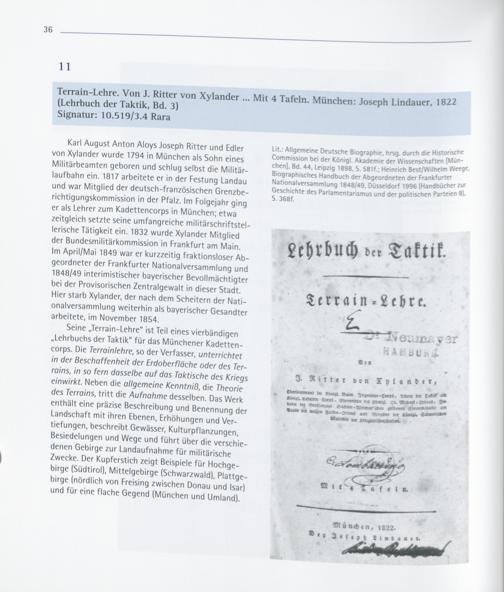 36
11
Terrain-Lehre. Von J. Ritter von Xylander ... Mit 4 Tafeln. München: Joseph Lindauer, 1822
(Lehrbuch der Taktik, Bd. 3)
Signatur: 10.519/3.4 Rara
Karl August Anton Aloys Joseph Ritter und Edler
von Xylander wurde 1794 in München als Sohn eines
Militärbeamten geboren und schlug selbst die Militär-
laufbahn ein. 1817 arbeitete er in der Festung Landau
und war Mitglied der deutsch-französischen Grenzbe-
richtigungskommission in der Pfalz. Im Folgejahr ging
er als Lehrer zum Kadettencorps in München; etwa
zeitgleich setzte seine umfangreiche militärschriftstel-
lerische Tätigkeit ein. 1832 wurde Xylander Mitglied
der Bundesmilitärkommission in Frankfurt am Main.
Im April/Mai 1849 war er kurzzeitig fraktionsloser Ab-
geordneter der Frankfurter Nationalversammlung und
1848/49 interimistischer bayerischer Bevollmächtigter
bei der Provisorischen Zentralgewalt in dieser Stadt.
Hier starb Xylander, der nach dem Scheitern der Nati-
onalversammlung weiterhin als bayerischer Gesandter
arbeitete, im November 1854.
Seine „Terrain-Lehre" ist Teil eines vierbändigen
„Lehrbuchs der Taktik" für das Münchener Kadetten-
corps. Die Terrainlehre, so der Verfasser, unterrichtet
in der Beschaffenheit der Erdoberfläche oder des Ter-
rains, in so fern dasselbe auf das Taktische des Kriegs
einwirkt. Neben die allgemeine Kenntniß, die Theorie
des Terrains, tritt die Aufnahme desselben. Das Werk
enthält eine präzise Beschreibung und Benennung der
Landschaft mit ihren Ebenen, Erhöhungen und Ver-
tiefungen, beschreibt Gewässer, Kulturpflanzungen,
Besiedelungen und Wege und führt über die verschie-
denen Gebirge zur Landaufnahme für militärische
Zwecke. Der Kupferstich zeigt Beispiele für Hochge-
birge (Südtirol), Mittelgebirge (Schwarzwald), Plattge-
birge (nördlich von Freising zwischen Donau und Isar)
und für eine flache Gegend (München und Umland).
Lit.: Allgemeine Deutsche Biographie, hrsg. durch die Historische
Commission bei der Königl. Akademie der Wissenschaften [Mün-
chen], Bd. 44, Leipzig 1898, S. 581f.; Heinrich Best/Wilhelm Weege,
Biographisches Handbuch der Abgeordneten der Frankfurter
Nationalversammlung 1848/49, Düsseldorf 1996 (Handbücher zur
Geschichte des Parlamentarismus und der politischen Parteien 8),
S. 368f.
Lehrbuch der Taktik.
Terrain-Lehre.
Dr Neumayer
HAMBURG
Von
J. Ritter von Xylander,
Mit 4 Tafeln.
München, 1822.
Bey Joseph Lindauer.